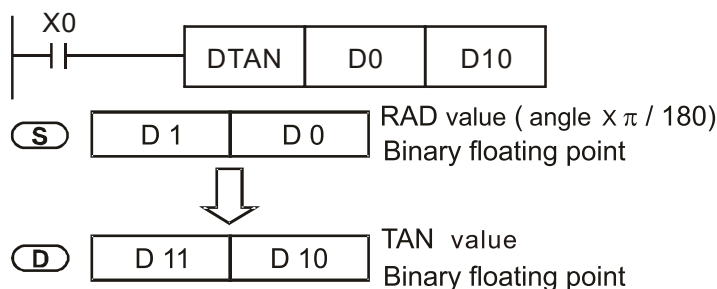 X0
DTAN D0 D10
S D 1 D 0 RAD value ( angle x π / 180)
Binary floating point
D D 11 D 10 TAN value
Binary floating point